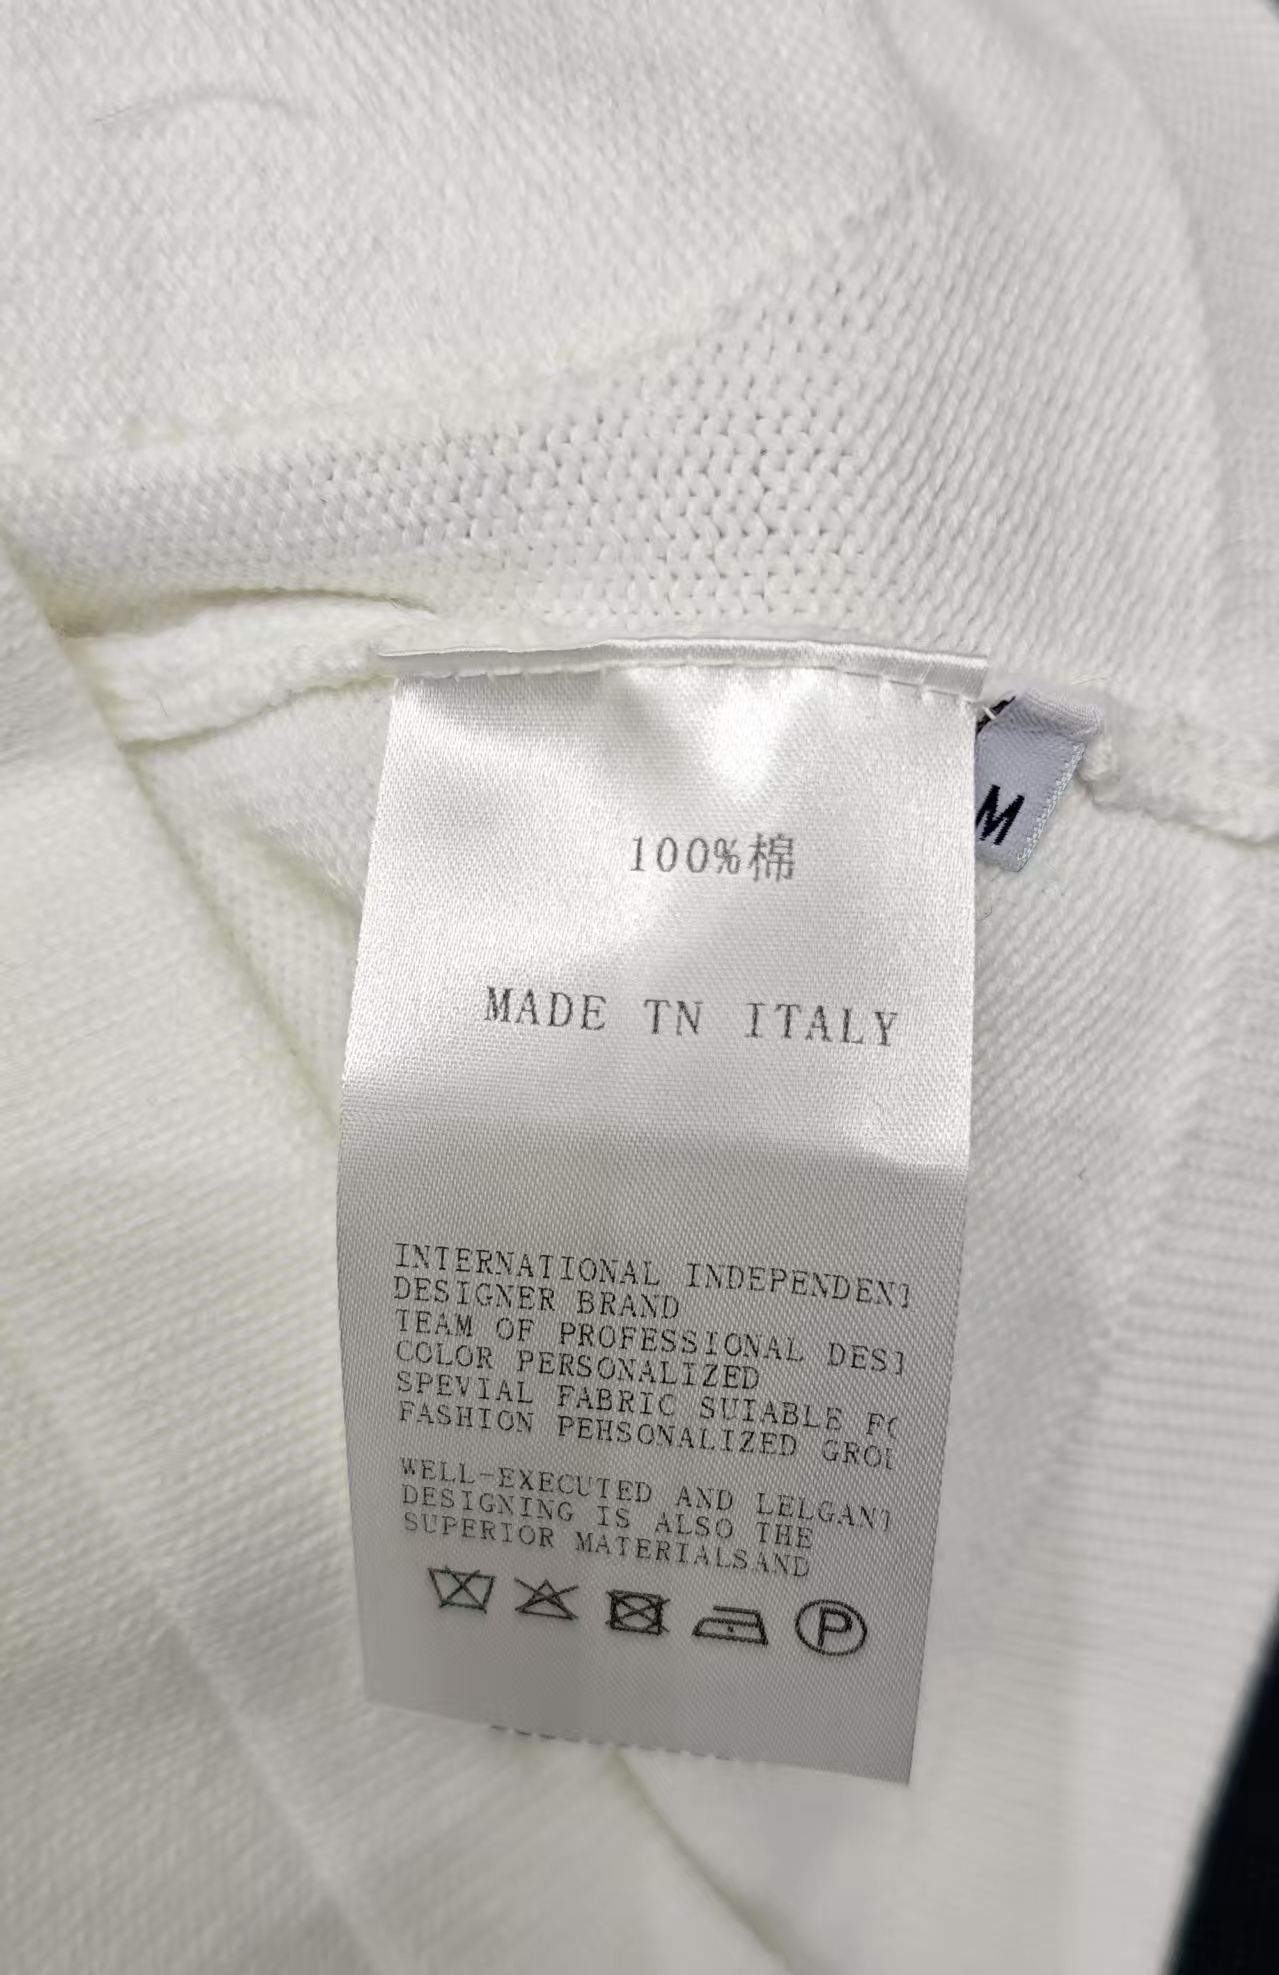 100%棉
M
MADE TN ITALY
INTERNATIONAL INDEPENDENT
DESIGNER BRAND
TEAM OF PROFESSIONAL DESI
COLOR PERSONALIZED
SPEVIAL FABRIC SUIABLE FO
FASHION PEHSONALIZED GROU
WELL-EXECUTED AND LELGANT
DESIGNING IS ALSO THE
SUPERIOR MATERIALSAND
P